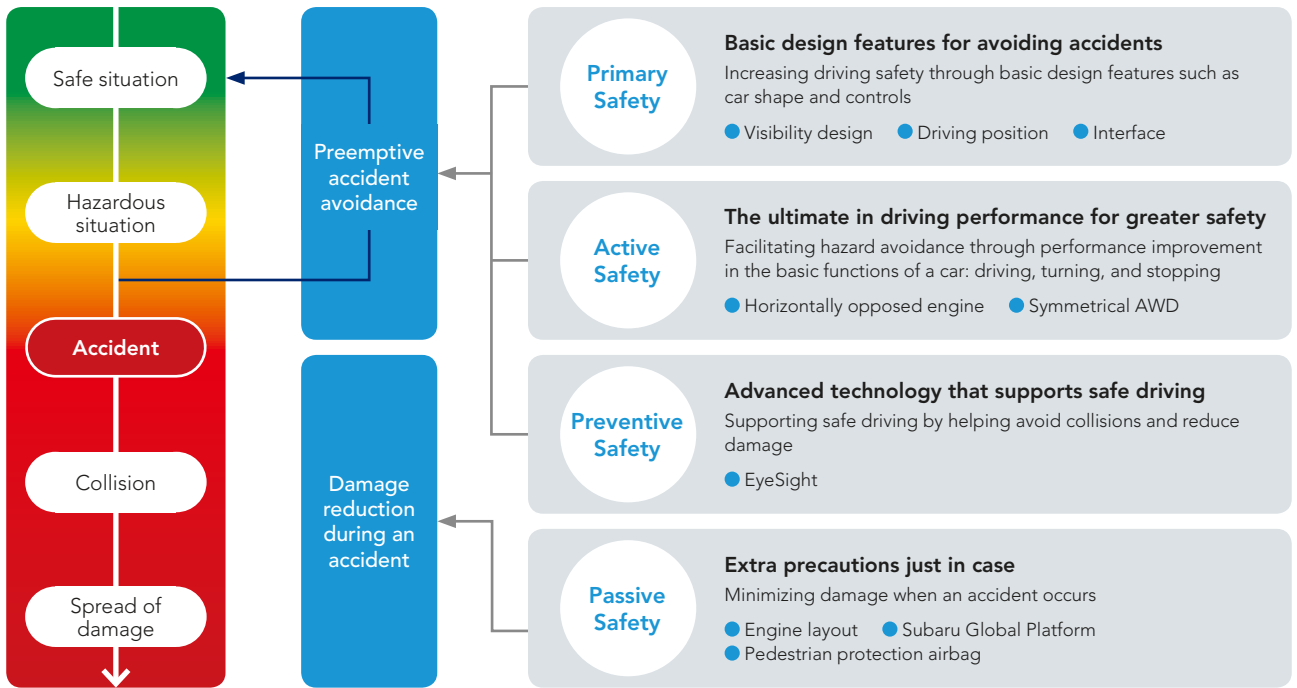 Safe situation
Hazardous
situation
Accident
Collision
Spread of
damage
Preemptive
accident
avoidance
Damage
reduction
during an
accident
Primary
Safety
Basic design features for avoiding accidents
Increasing driving safety through basic design features such as
car shape and controls
Visibility design Driving position Interface
Active
Safety
The ultimate in driving performance for greater safety
Facilitating hazard avoidance through performance improvement
in the basic functions of a car: driving, turning, and stopping
Horizontally opposed engine Symmetrical AWD
Preventive
Safety
Advanced technology that supports safe driving
Supporting safe driving by helping avoid collisions and reduce
damage
EyeSight
Passive
Safety
Extra precautions just in case
Minimizing damage when an accident occurs
Engine layout Subaru Global Platform
Pedestrian protection airbag